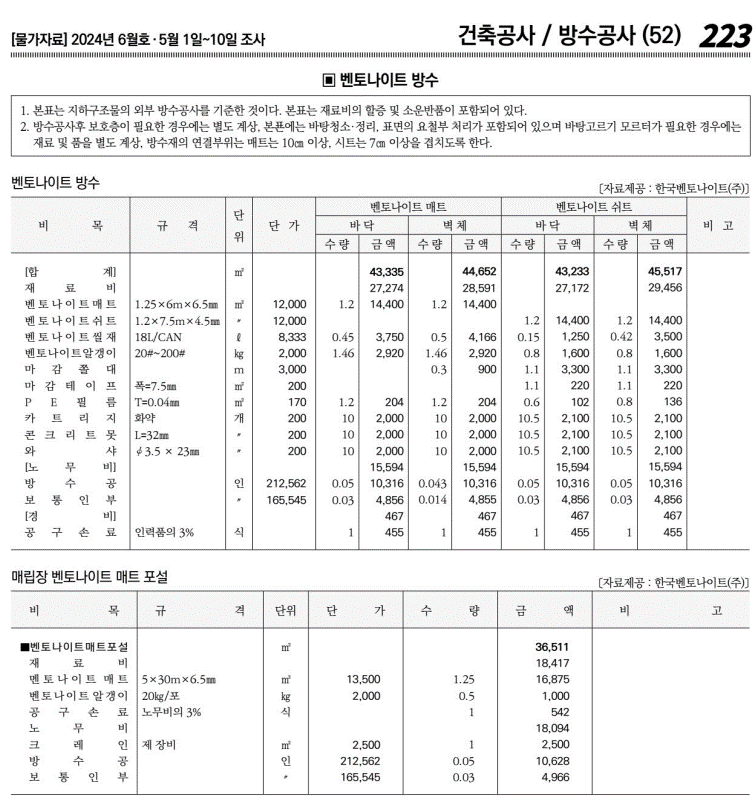 [물가자료] 2024년 6월호·5월 1일~10일 조사
건축공사 / 방수공사 (52) 223
▣ 벤토나이트 방수
1. 본표는 지하구조물의 외부 방수공사를 기준한 것이다. 본표는 재료비의 할증 및 소운반품이 포함되어 있다.
2. 방수공사후 보호층이 필요한 경우에는 별도 계상, 본픈에는 바탕청소·정리, 표면의 요철부 처리가 포함되어 있으며 바탕고르기 모르터가 필요한 경우에는
재료 및 품을 별도 계상, 방수재의 연결부위는 매트는 10㎝ 이상, 시트는 7㎝ 이상을 겹치도록 한다.
벤토나이트 방수
[자료제공 : 한국벤토나이트(주)]
비 목 규 격 단위 단 가 벤토나이트 매트 벤토나이트 쉬트 비 고
바 닥 벽 체 바 닥 벽 체
수 량 금 액 수 량 금 액 수 량 금 액 수 량 금 액
[합 계] ㎡ 43,335 44,652 43,233 45,517
재 료 비 27,274 28,591 27,172 29,456
벤토나이트매트 1.25×6m×6.5㎜ ㎡ 12,000 1.2 14,400 1.2 14,400
벤토나이트쉬트 1.2×7.5m×4.5㎜ 〃 12,000 1.2 14,400 1.2 14,400
벤토나이트씰재 18L/CAN ℓ 8,333 0.45 3,750 0.5 4,166 0.15 1,250 0.42 3,500
벤토나이트알갱이 20#~200# ㎏ 2,000 1.46 2,920 1.46 2,920 0.8 1,600 0.8 1,600
마 감 쫄 대 m 3,000 0.3 900 1.1 3,300 1.1 3,300
마 감 테 이 프 폭=7.5㎜ ㎡ 200 1.1 220 1.1 220
P E 필 름 T=0.04㎜ ㎡ 170 1.2 204 1.2 204 0.6 102 0.8 136
카 트 리 지 화약 개 200 10 2,000 10 2,000 10.5 2,100 10.5 2,100
콘 크 리 트 못 L=32㎜ 〃 200 10 2,000 10 2,000 10.5 2,100 10.5 2,100
와 샤 ∮3.5 × 23㎜ 〃 200 10 2,000 10 2,000 10.5 2,100 10.5 2,100
[노 무 비] 15,594 15,594 15,594 15,594
방 수 공 인 212,562 0.05 10,316 0.043 10,316 0.05 10,316 0.05 10,316
보 통 인 부 〃 165,545 0.03 4,856 0.014 4,855 0.03 4,856 0.03 4,856
[경 비] 467 467 467 467
공 구 손 료 인력품의 3% 식 1 455 1 455 1 455 1 455
매립장 벤토나이트 매트 포설
[자료제공 : 한국벤토나이트(주)]
비 목 규 격 단위 단 가 수 량 금 액 비 고
■벤토나이트매트포설 ㎡ 36,511
재 료 비 18,417
벤토나이트 매트 5×30m×6.5㎜ ㎡ 13,500 1.25 16,875
벤토나이트 알갱이 20㎏/포 ㎏ 2,000 0.5 1,000
공 구 손 료 노무비의 3% 식 1 542
노 무 비 18,094
크 레 인 제 장비 ㎡ 2,500 1 2,500
방 수 공 인 212,562 0.05 10,628
보 통 인 부 〃 165,545 0.03 4,966